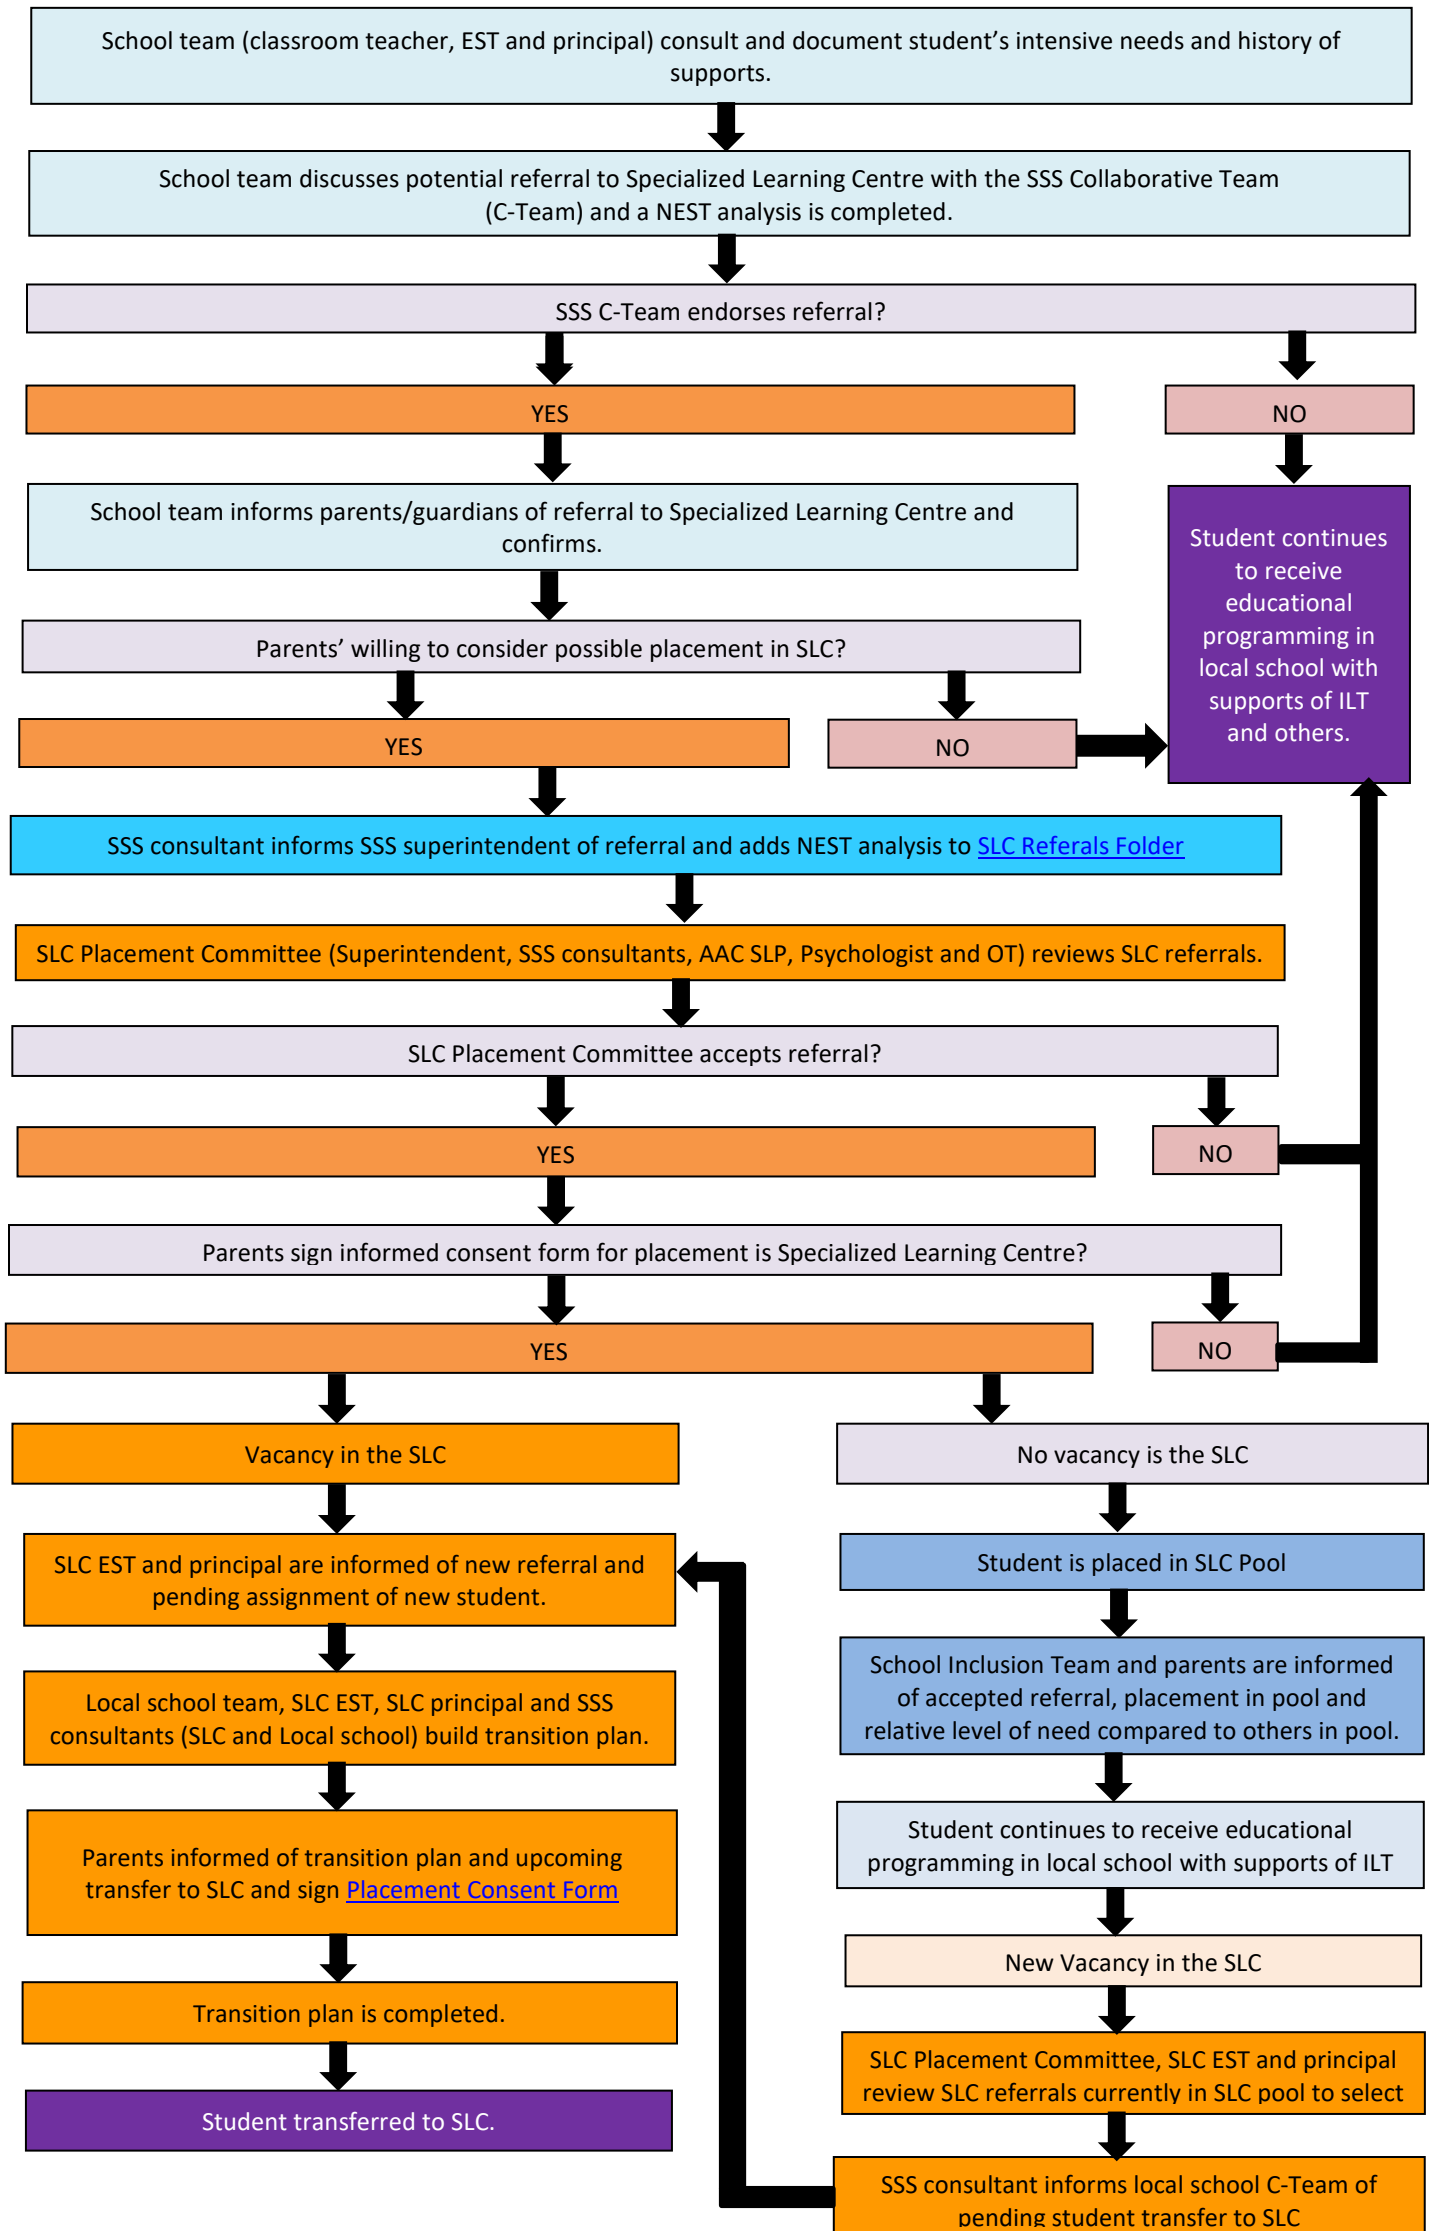 School team (classroom teacher, EST and principal) consult and document student’s intensive needs and history of
supports.
School team discusses potential referral to Specialized Learning Centre with the SSS Collaborative Team
(C-Team) and a NEST analysis is completed.
SSS C-Team endorses referral?
YES
NO
School team informs parents/guardians of referral to Specialized Learning Centre and
confirms.
Student continues
to receive
educational
programming in
local school with
supports of ILT
and others.
Parents’ willing to consider possible placement in SLC?
YES
NO
SSS consultant informs SSS superintendent of referral and adds NEST analysis to SLC Referals Folder
SLC Placement Committee (Superintendent, SSS consultants, AAC SLP, Psychologist and OT) reviews SLC referrals.
SLC Placement Committee accepts referral?
YES
NO
Parents sign informed consent form for placement is Specialized Learning Centre?
YES
NO
Vacancy in the SLC
No vacancy is the SLC
SLC EST and principal are informed of new referral and
pending assignment of new student.
Student is placed in SLC Pool
Local school team, SLC EST, SLC principal and SSS
consultants (SLC and Local school) build transition plan.
School Inclusion Team and parents are informed
of accepted referral, placement in pool and
relative level of need compared to others in pool.
Parents informed of transition plan and upcoming
transfer to SLC and sign Placement Consent Form
Student continues to receive educational
programming in local school with supports of ILT
New Vacancy in the SLC
Transition plan is completed.
SLC Placement Committee, SLC EST and principal
review SLC referrals currently in SLC pool to select
Student transferred to SLC.
SSS consultant informs local school C-Team of
pending student transfer to SLC